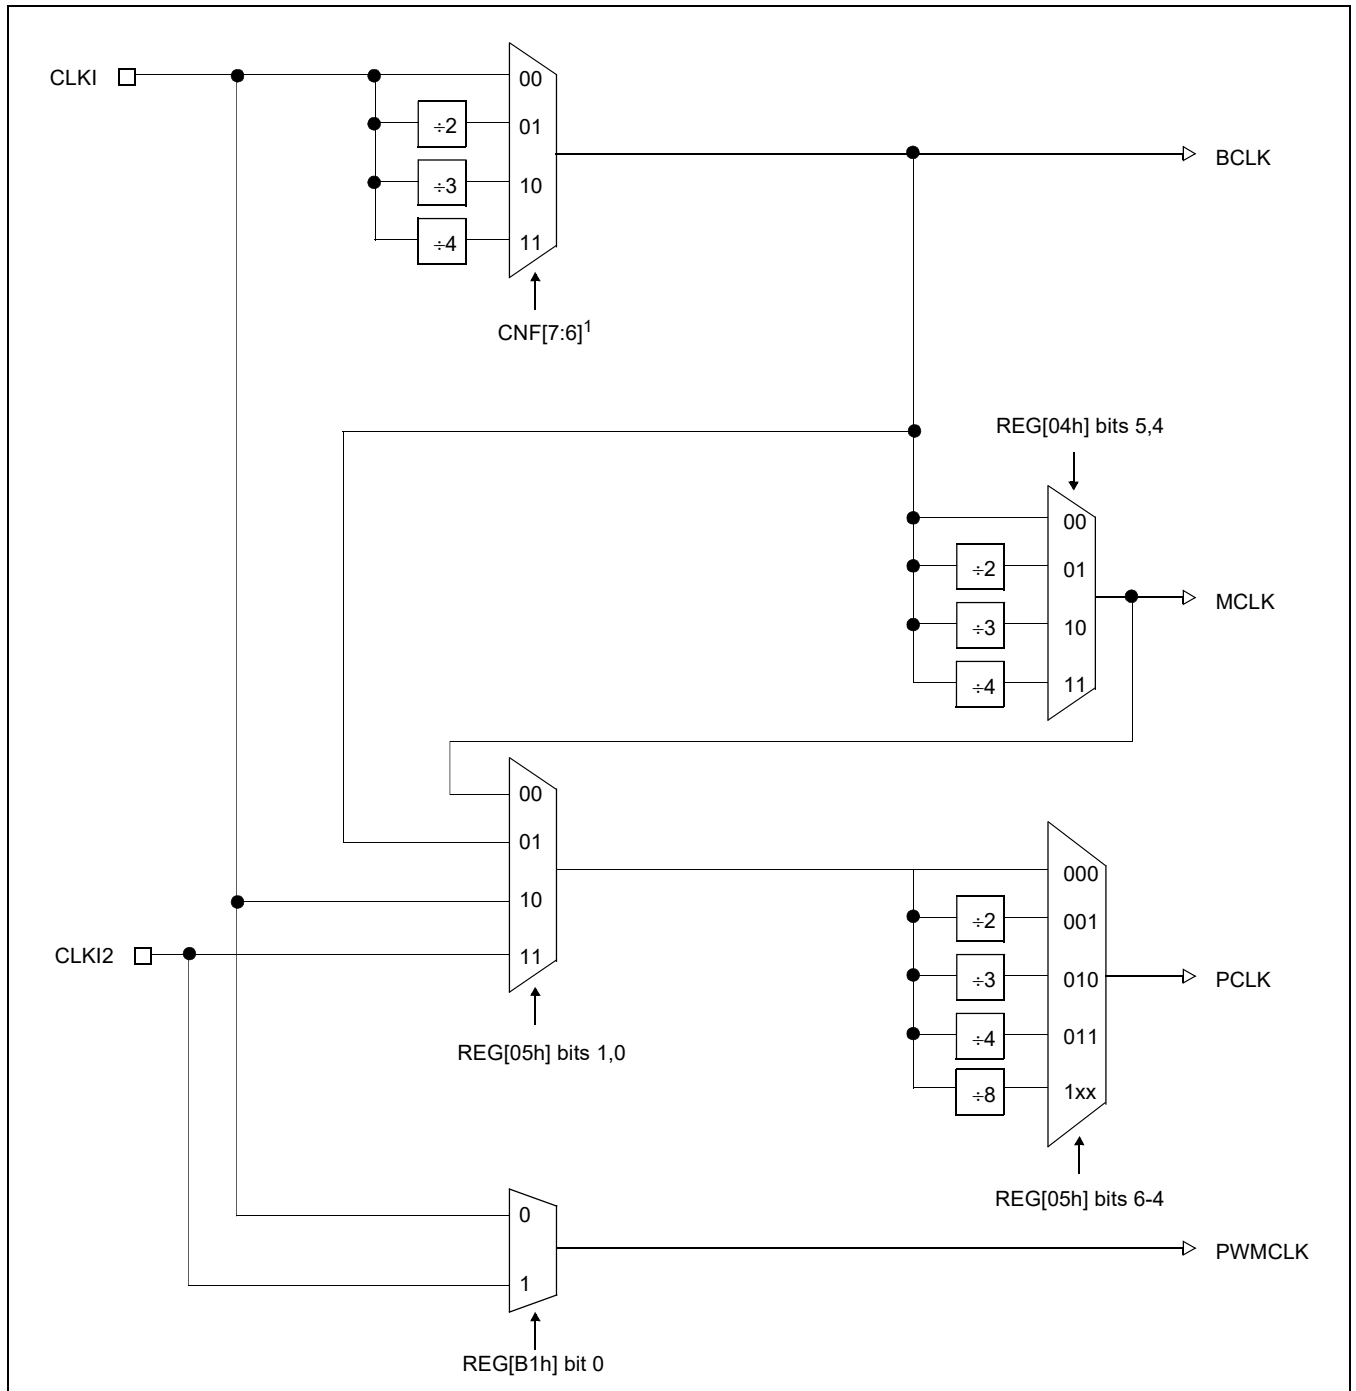 CLKI
00
÷2
01
BCLK
÷3
10
÷4
11
CNF[7:6]1
REG[04h] bits 5,4
00
÷2
01
MCLK
÷3
10
÷4
11
00
01
10
CLKI2
11
REG[05h] bits 1,0
000
÷2
001
÷3
010
PCLK
÷4
011
÷8
1xx
REG[05h] bits 6-4
0
PWMCLK
1
REG[B1h] bit 0